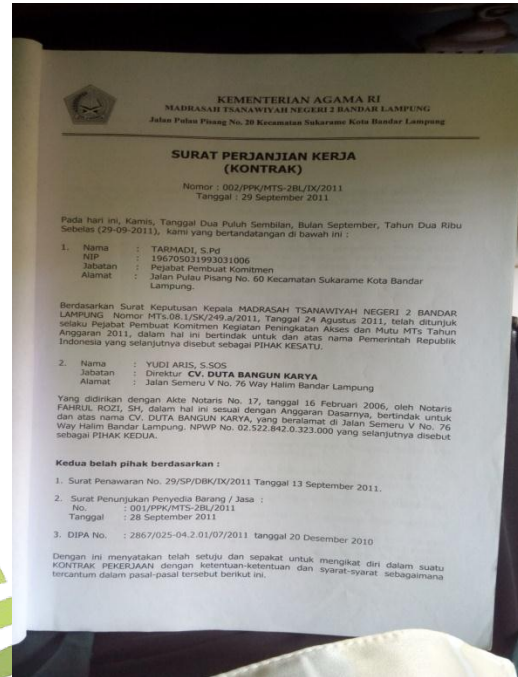 KEMENTERIAN AGAMA RI
MADRASAH TSANAWIYAH NEGERI 2 BANDAR LAMPUNG
Jalan Pulau Pisang No. 20 Kecamatan Sukarame Kota Bandar Lampung
SURAT PERJANJIAN KERJA
(KONTRAK)
Nomor : 002/PPK/MTS-2BL/IX/2011
Tanggal : 29 September 2011
Pada hari ini, Kamis, Tanggal Dua Puluh Sembilan, Bulan September, Tahun Dua Ribu
Sebelas (29-09-2011), kami yang bertandatangan di bawah ini :
1. Nama : TARMADI, S.Pd
NIP : 196705031993031006
Jabatan : Pejabat Pembuat Komitmen
Alamat : Jalan Pulau Pisang No. 60 Kecamatan Sukarame Kota Bandar
Lampung.
Berdasarkan Surat Keputusan Kepala MADRASAH TSANAWIYAH NEGERI 2 BANDAR
LAMPUNG Nomor MTs.08.1/SK/249.a/2011, Tanggal 24 Agustus 2011, telah ditunjuk
selaku Pejabat Pembuat Komitmen Kegiatan Peningkatan Akses dan Mutu MTs Tahun
Anggaran 2011, dalam hal ini bertindak untuk dan atas nama Pemerintah Republik
Indonesia yang selanjutnya disebut sebagai PIHAK KESATU.
2. Nama : YUDI ARIS, S.SOS
Jabatan : Direktur CV. DUTA BANGUN KARYA
Alamat : Jalan Semeru V No. 76 Way Halim Bandar Lampung
Yang didirikan dengan Akte Notaris No. 17, tanggal 16 Februari 2006, oleh Notaris
FAHRUL ROZI, SH, dalam hal ini sesuai dengan Anggaran Dasarnya, bertindak untuk
dan atas nama CV. DUTA BANGUN KARYA, yang beralamat di Jalan Semeru V No. 76
Way Halim Bandar Lampung. NPWP No. 02.522.842.0.323.000 yang selanjutnya disebut
sebagai PIHAK KEDUA.
Kedua belah pihak berdasarkan :
1. Surat Penawaran No. 29/SP/DBK/IX/2011 Tanggal 13 September 2011.
2. Surat Penunjukan Penyedia Barang / Jasa :
No. : 001/PPK/MTS-2BL/2011
Tanggal : 28 September 2011
3. DIPA No. : 2867/025-04.2.01/07/2011 tanggal 20 Desember 2010
Dengan ini menyatakan telah setuju dan sepakat untuk mengikat diri dalam suatu
KONTRAK PEKERJAAN dengan ketentuan-ketentuan dan syarat-syarat sebagaimana
tercantum dalam pasal-pasal tersebut berikut ini.